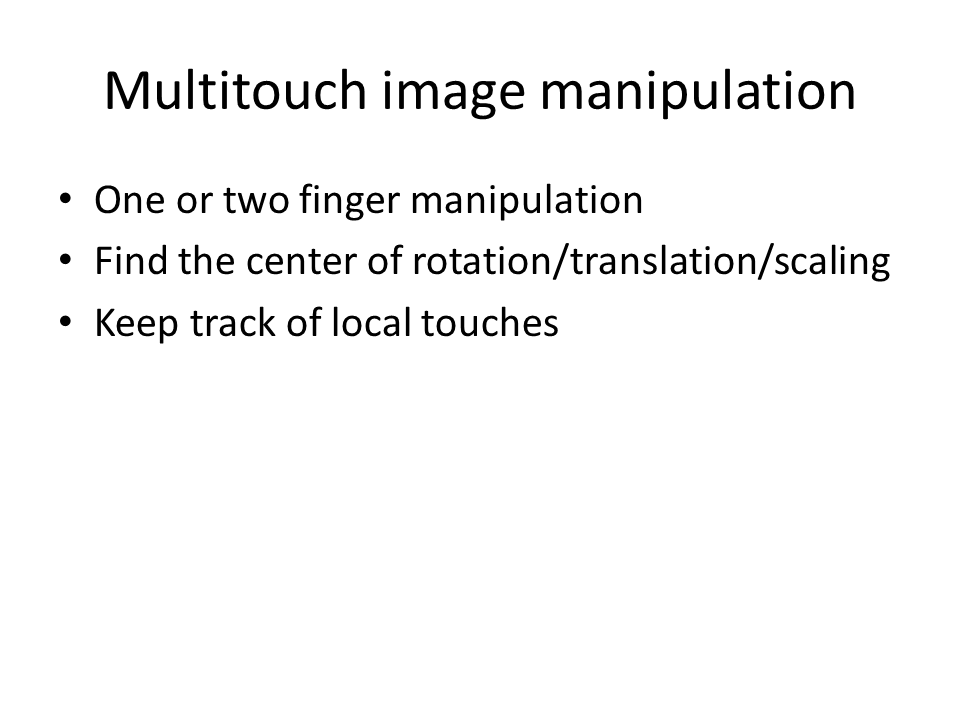 Multitouch image manipulation
• One or two finger manipulation
• Find the center of rotation/translation/scaling
• Keep track of local touches